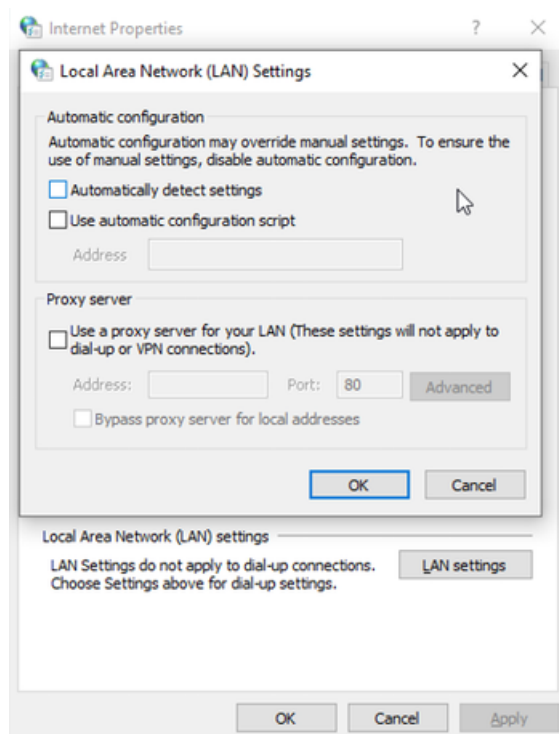 Internet Properties
Local Area Network (LAN) Settings
Automatic configuration
Automatic configuration may override manual settings. To ensure the
use of manual settings, disable automatic configuration.
Automatically detect settings
Use automatic configuration script
Address
Proxy server
Use a proxy server for your LAN (These settings will not apply to
dial-up or VPN connections).
Address: Port: 80 Advanced
Bypass proxy server for local addresses
OK Cancel
Local Area Network (LAN) settings
LAN Settings do not apply to dial-up connections. LAN settings
Choose Settings above for dial-up settings.
OK Cancel Apply